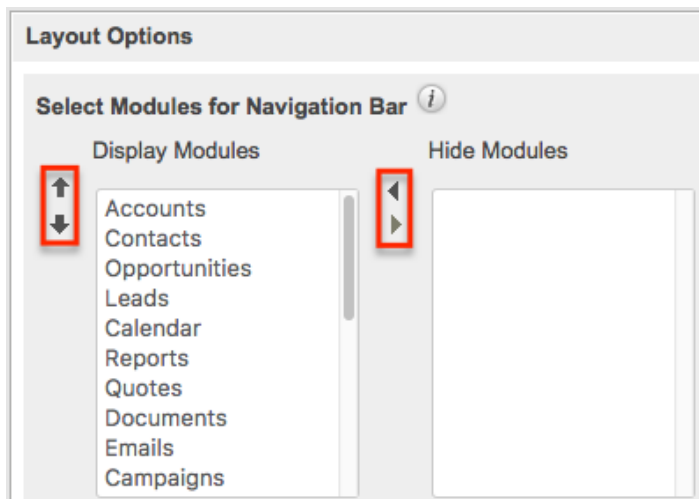 Layout Options
Select Modules for Navigation Bar i
Display Modules
Hide Modules
Accounts
Contacts
Opportunities
Leads
Calendar
Reports
Quotes
Documents
Emails
Campaigns